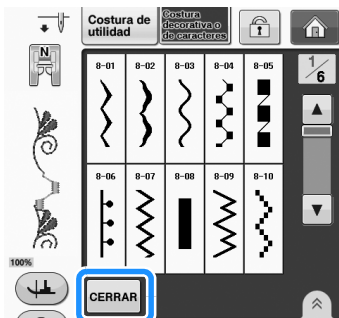 Costura de
utilidad
Costura
decorativa o
de caracteres
N
8-01 8-02 8-03 8-04 8-05
1/6
8-06 8-07 8-08 8-09 8-10
100%
CERRAR